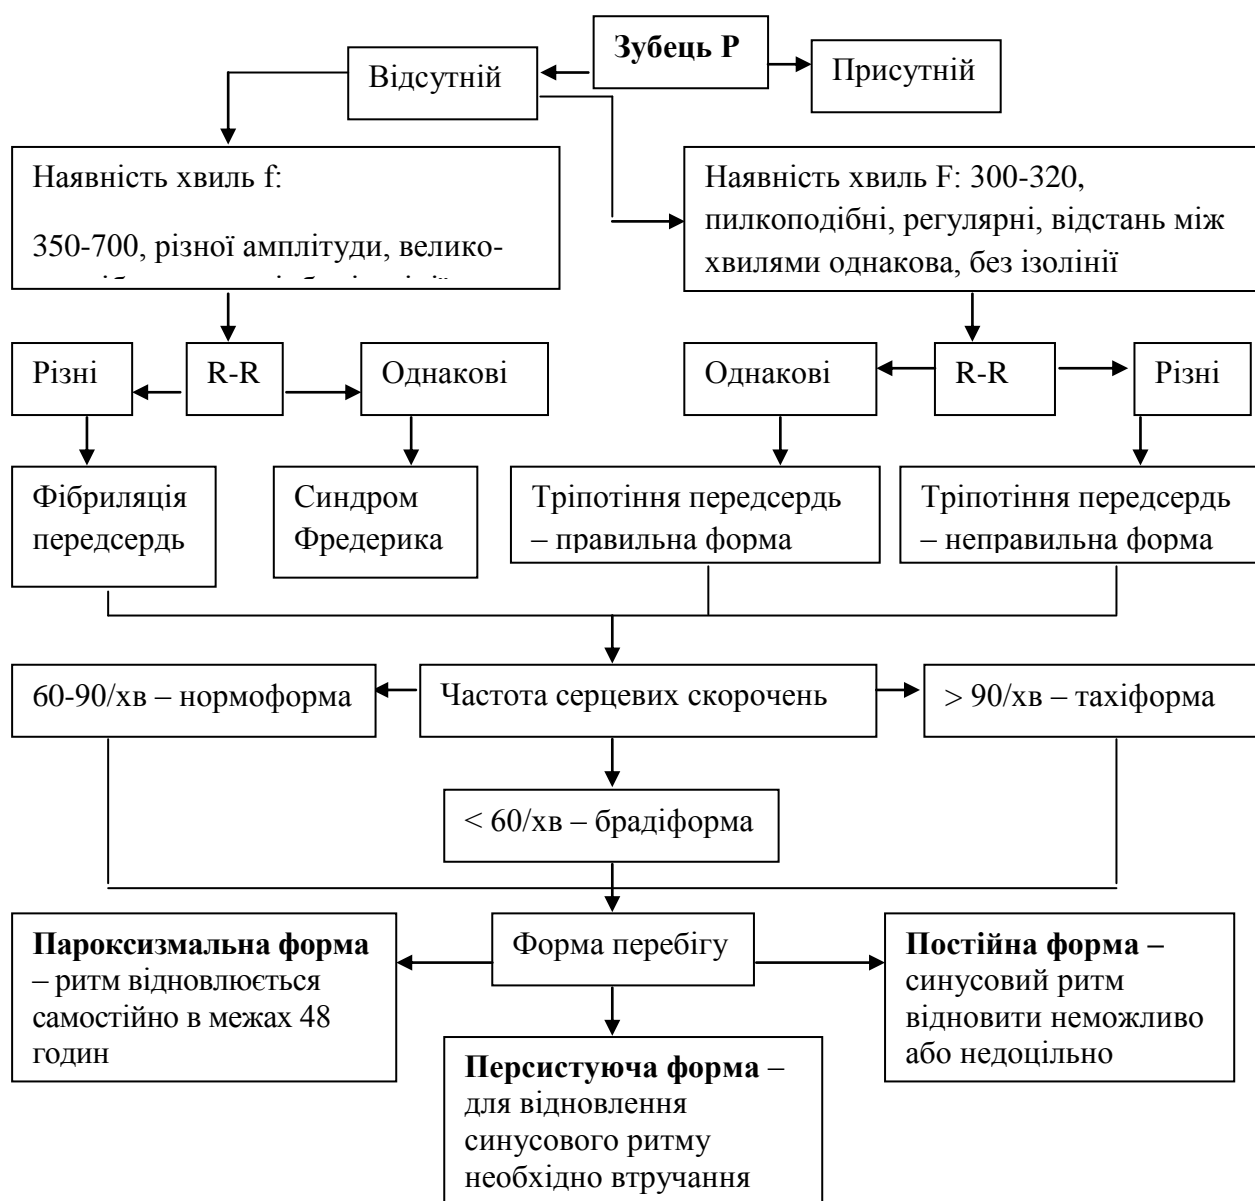 Зубець Р
Відсутній
Присутній
Наявність хвиль f:
350-700, різної амплітуди, велико-
Наявність хвиль F: 300-320,
пилкоподібні, регулярні, відстань між
хвилями однакова, без ізолінії
Різні
R-R
Однакові
Однакові
R-R
Різні
Фібриляція
передсердь
Синдром
Фредерика
Тріпотіння передсердь
– правильна форма
Тріпотіння передсердь
– неправильна форма
60-90/хв – нормоформа
Частота серцевих скорочень
> 90/хв – тахіформа
< 60/хв – брадіформа
Пароксизмальна форма
– ритм відновлюється
самостійно в межах 48
годин
Форма перебігу
Постійна форма –
синусовий ритм
відновити неможливо
або недоцільно
Персистуюча форма –
для відновлення
синусового ритму
необхідно втручання